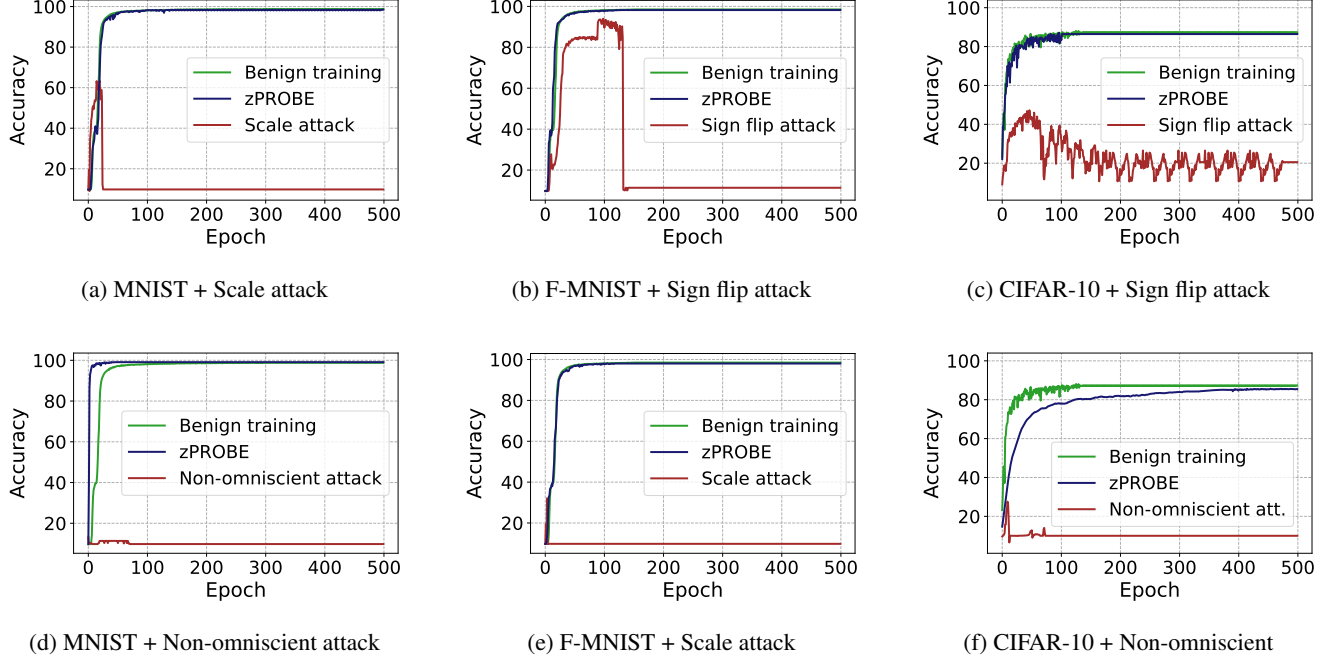 100
80
60
40
20
Accuracy
Benign training
zPROBE
Scale attack
0 100 200 300 400 500
Epoch
(a) MNIST + Scale attack
100
80
60
40
20
Accuracy
Benign training
zPROBE
Sign flip attack
0 100 200 300 400 500
Epoch
(b) F-MNIST + Sign flip attack
100
80
60
40
20
Accuracy
Benign training
zPROBE
Sign flip attack
0 100 200 300 400 500
Epoch
(c) CIFAR-10 + Sign flip attack
100
80
60
40
20
Accuracy
Benign training
zPROBE
Non-omniscient attack
0 100 200 300 400 500
Epoch
(d) MNIST + Non-omniscient attack
100
80
60
40
20
Accuracy
Benign training
zPROBE
Scale attack
0 100 200 300 400 500
Epoch
(e) F-MNIST + Scale attack
100
80
60
40
20
Accuracy
Benign training
zPROBE
Non-omniscient att.
0 100 200 300 400 500
Epoch
(f) CIFAR-10 + Non-omniscient